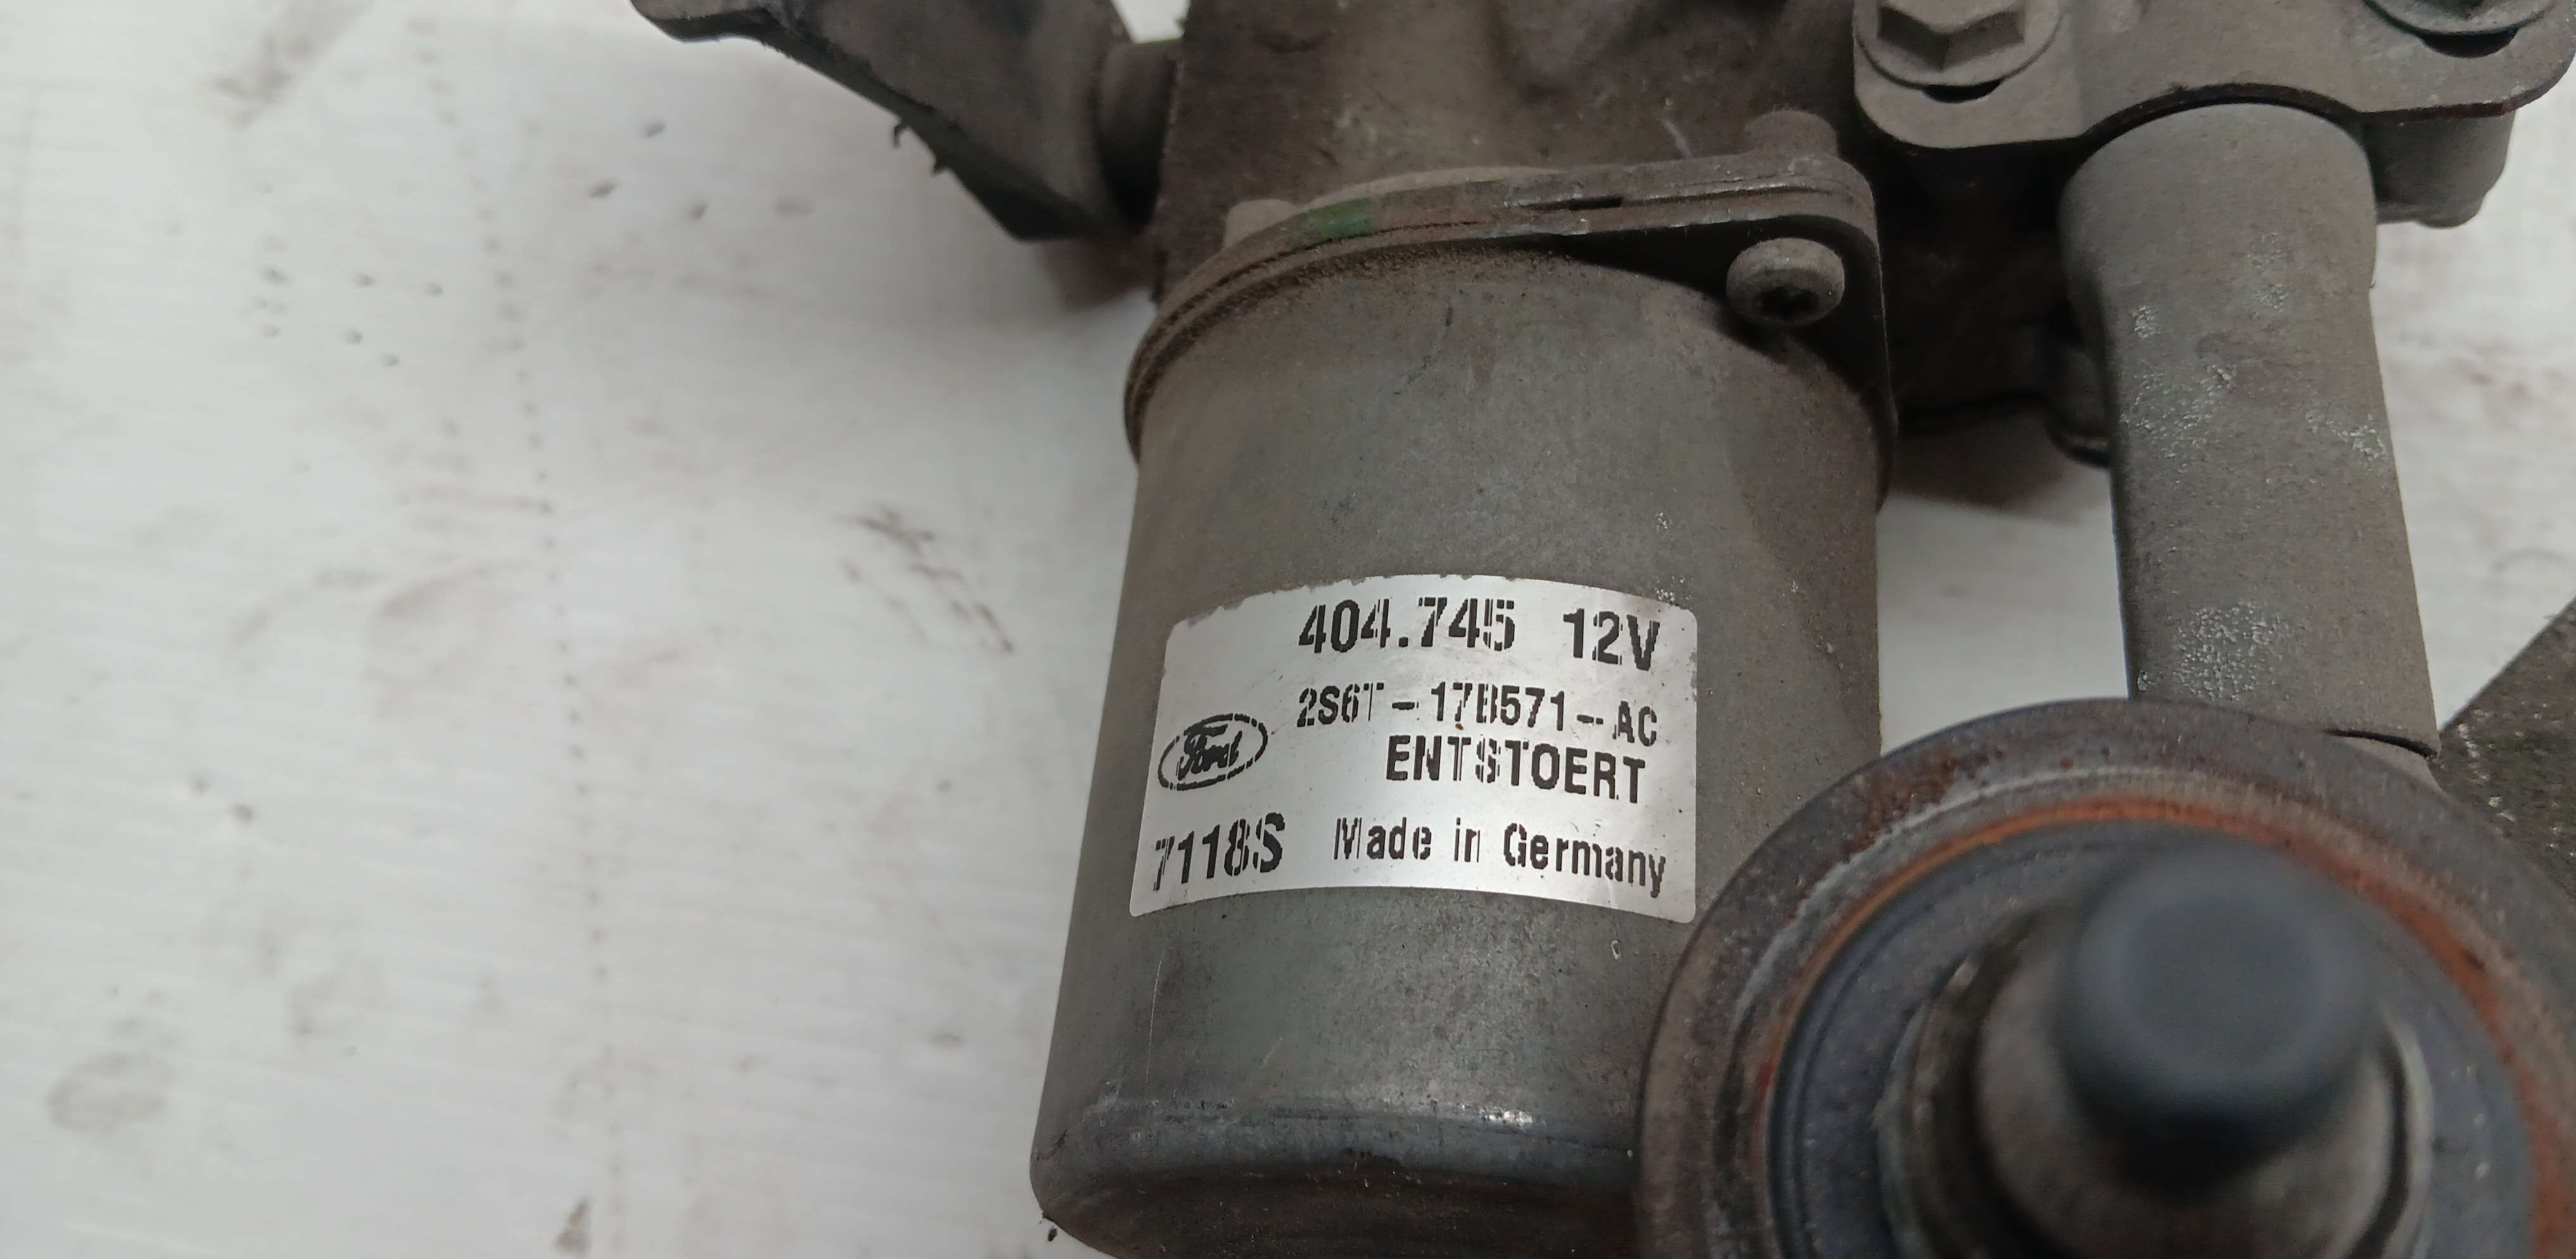 404.745 12V
2S6T-17B571-AC
Ford
ENTSTOERT
7118S Made in Germany